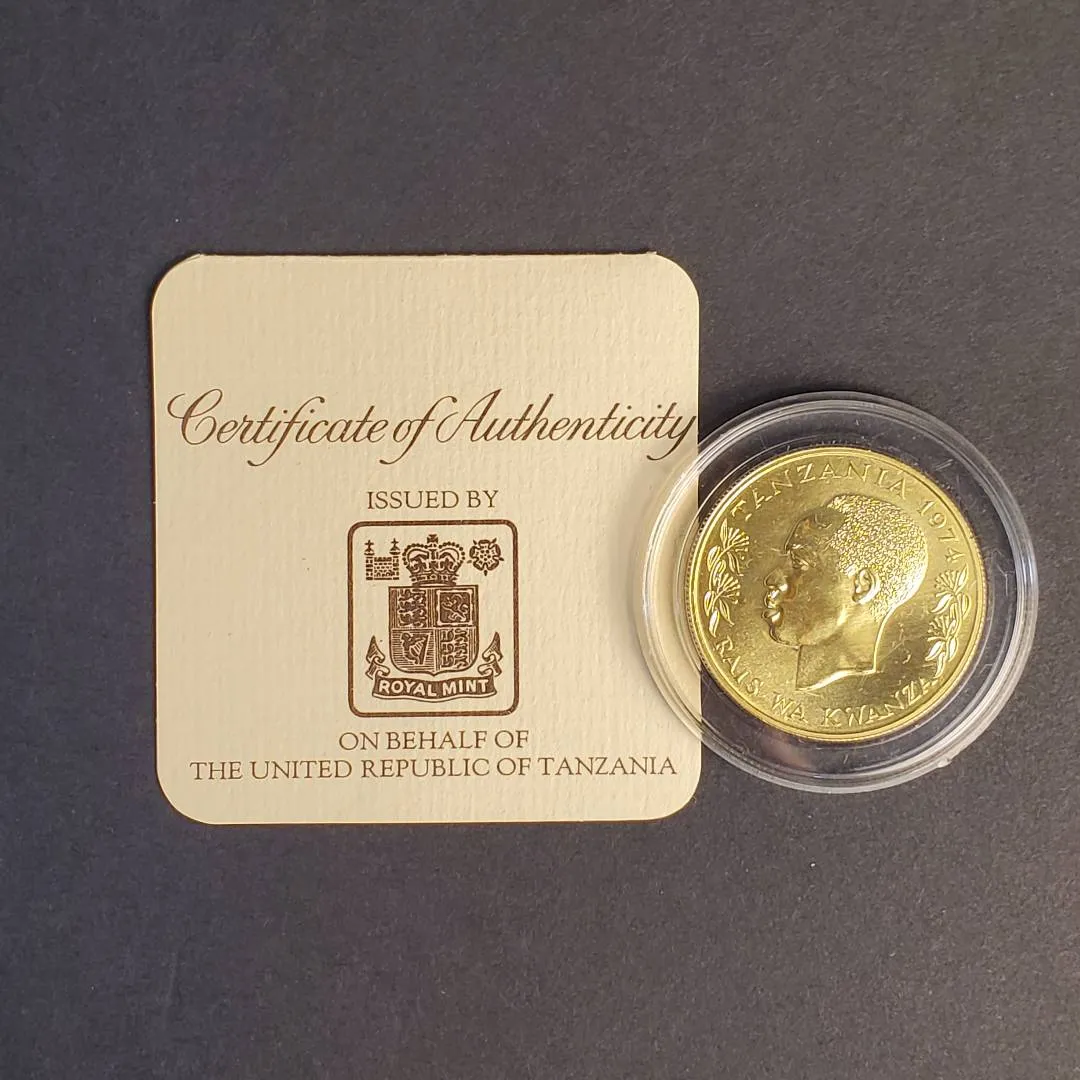 Certificate of Authenticity
ISSUED BY
ROYAL MINT
ON BEHALF OF
THE UNITED REPUBLIC OF TANZANIA
TANZANIA 1974
RAIS WA KWANZA